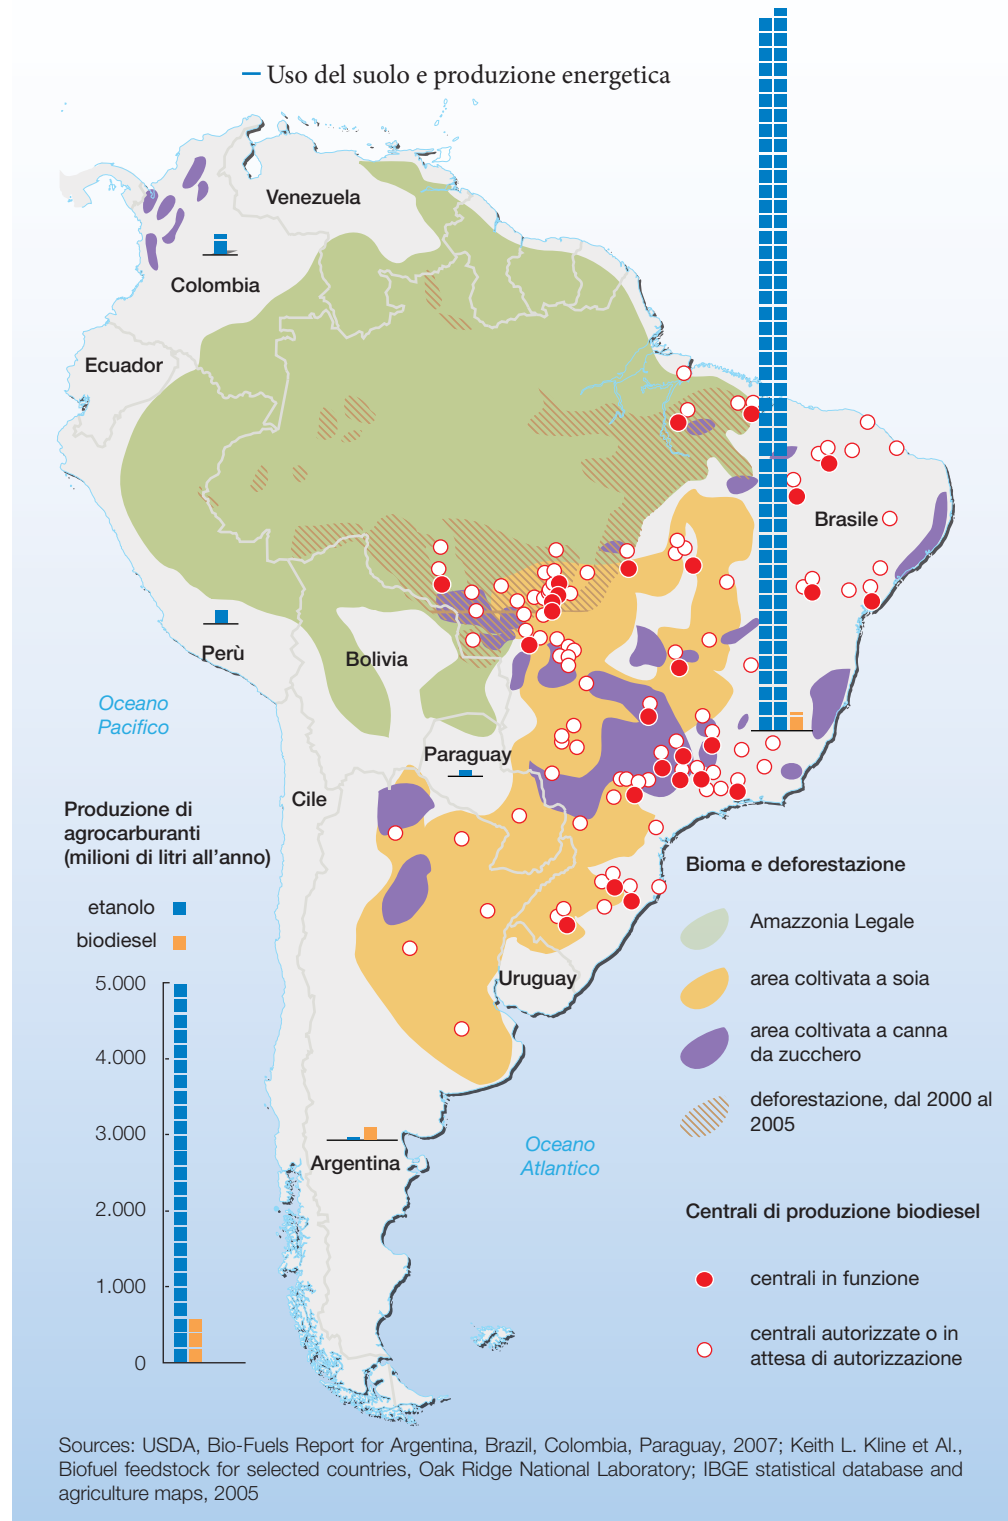 Uso del suolo e produzione energetica
Venezuela
Colombia
Ecuador
Brasile
Perù
Bolivia
Oceano
Pacifico
Paraguay
Cile
Produzione di
agrocarburanti
(milioni di litri all'anno)
etanolo
biodiesel
5.000
4.000
3.000
2.000
1.000
0
Uruguay
Argentina
Oceano
Atlantico
Bioma e deforestazione
Amazzonia Legale
area coltivata a soia
area coltivata a canna
da zucchero
deforestazione, dal 2000 al
2005
Centrali di produzione biodiesel
centrali in funzione
centrali autorizzate o in
attesa di autorizzazione
Sources: USDA, Bio-Fuels Report for Argentina, Brazil, Colombia, Paraguay, 2007; Keith L. Kline et Al.,
Biofuel feedstock for selected countries, Oak Ridge National Laboratory; IBGE statistical database and
agriculture maps, 2005